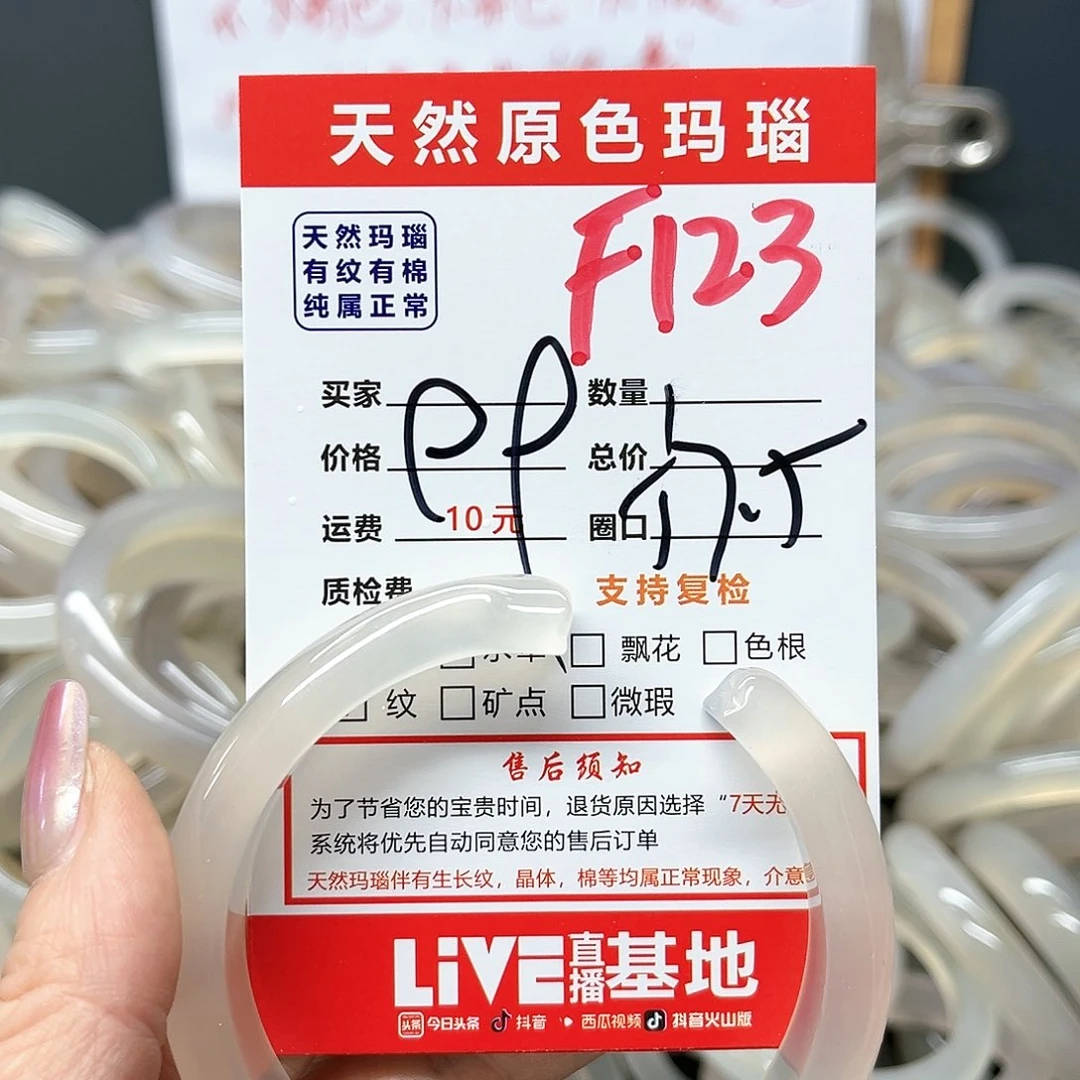 天然原色玛瑙
天然玛瑙
有纹有棉
纯属正常
F123
买家 数量
价格 总价
运费 10元 圈口
质检费 支持复检
飘花 色根
纹 矿点 微瑕
售后须知
为了节省您的宝贵时间，退货原因选择“7天无
系统将优先自动同意您的售后订单
天然玛瑙伴有生长纹，晶体，棉等均属正常现象，介意
LiVE直播基地
头条 今日头条 抖音 西瓜视频 抖音火山版